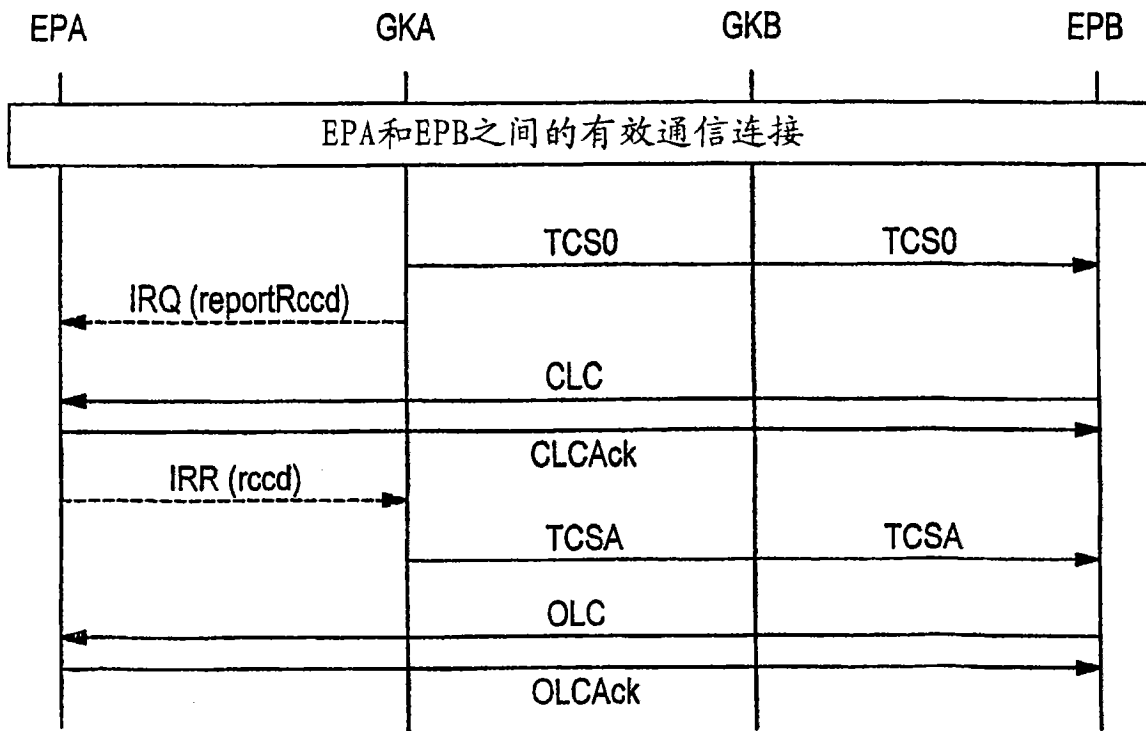 EPA GKA GKB EPB
EPA和EPB之间的有效通信连接
TCS0 TCS0
IRQ (reportRccd)
CLC
CLCAck
IRR (rccd)
TCSA TCSA
OLC
OLCAck